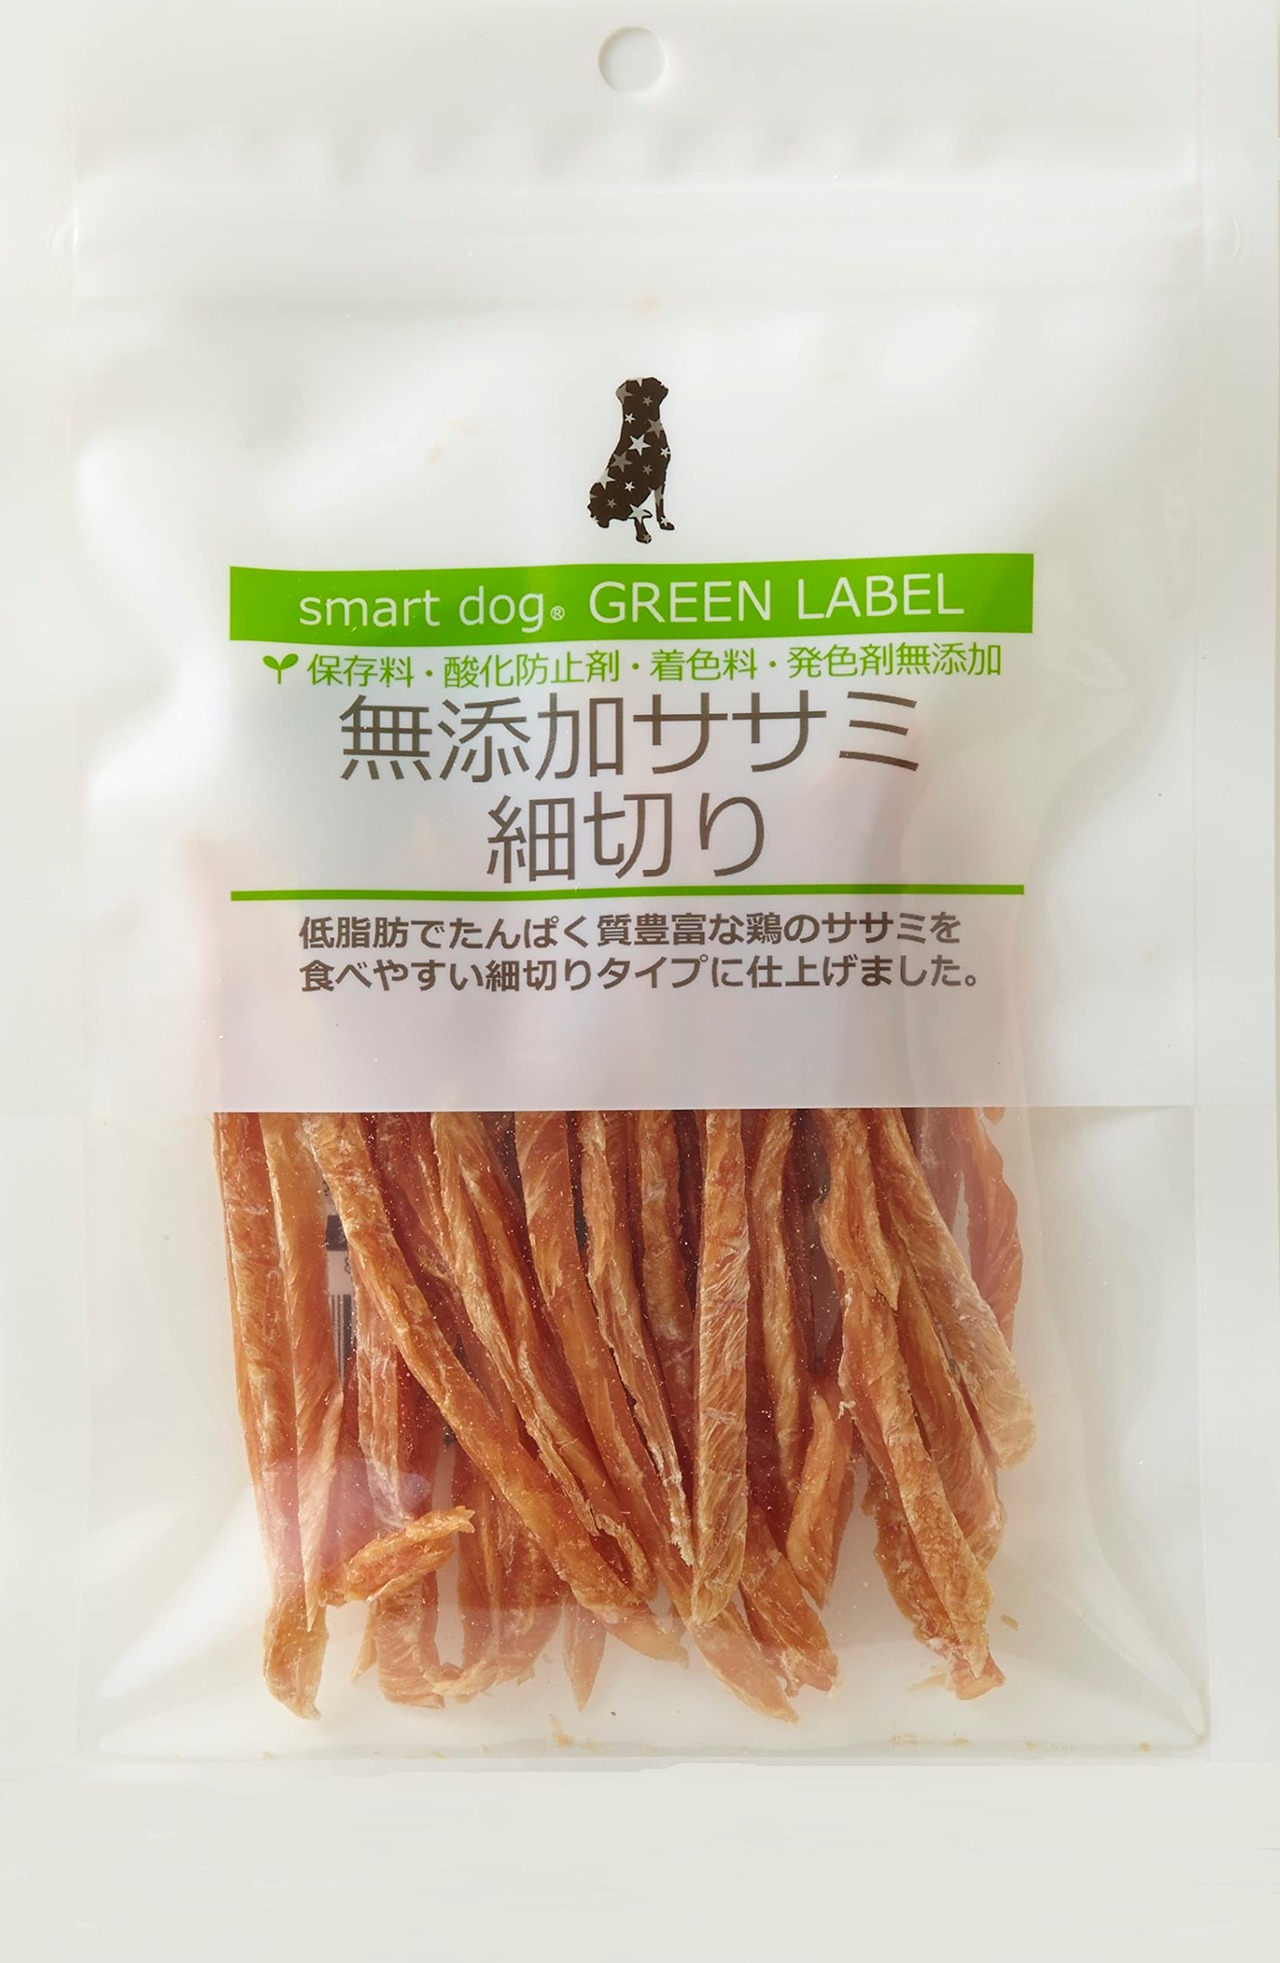 smart dog® GREEN LABEL
保存料・酸化防止剤・着色料・発色剤無添加
無添加ササミ
細切り
低脂肪でたんぱく質豊富な鶏のササミを
食べやすい細切りタイプに仕上げました。